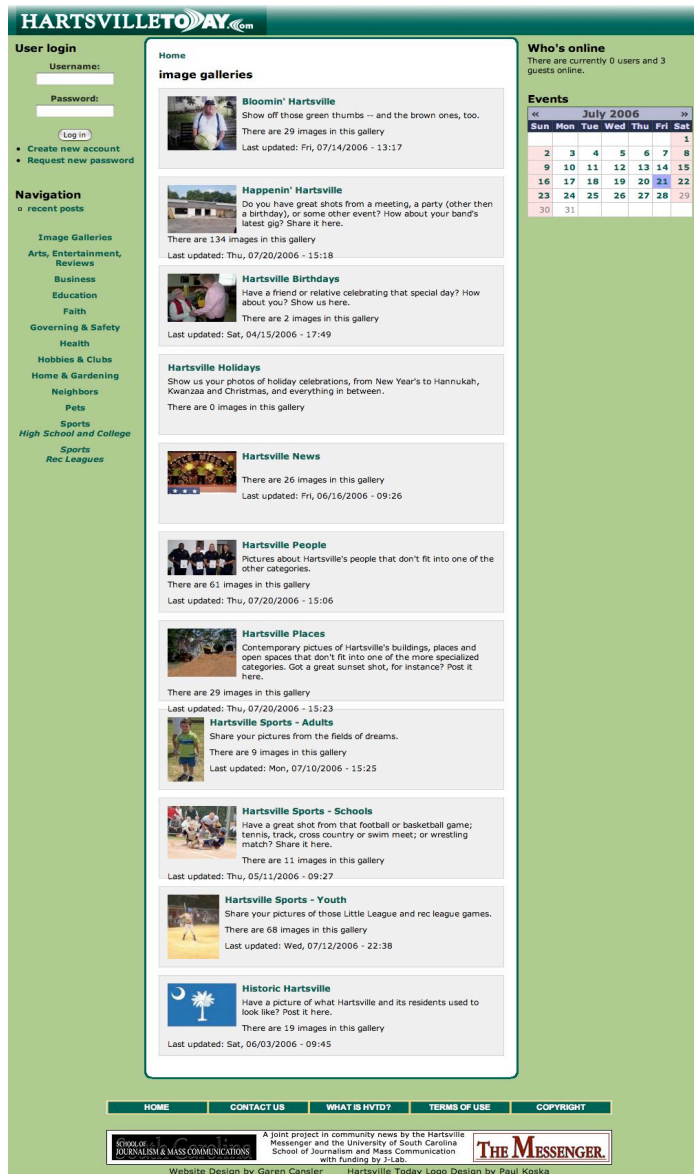 HARTSVILLETODAY.com
User login
Username:
Password:
Log in
Create new account
Request new password
Navigation
recent posts
Image Galleries
Arts, Entertainment,
Reviews
Business
Education
Faith
Governing & Safety
Health
Hobbies & Clubs
Home & Gardening
Neighbors
Pets
Sports
High School and College
Sports
Rec Leagues
Home
image galleries
Bloomin' Hartsville
Show off those green thumbs -- and the brown ones, too.
There are 29 images in this gallery
Last updated: Fri, 07/14/2006 - 13:17
Happenin' Hartsville
Do you have great shots from a meeting, a party (other then
a birthday), or some other event? How about your band's
latest gig? Share it here.
There are 134 images in this gallery
Last updated: Thu, 07/20/2006 - 15:18
Hartsville Birthdays
Have a friend or relative celebrating that special day? How
about you? Show us here.
There are 2 images in this gallery
Last updated: Sat, 04/15/2006 - 17:49
Hartsville Holidays
Show us your photos of holiday celebrations, from New Year's to Hannukah,
Kwanzaa and Christmas, and everything in between.
There are 0 images in this gallery
Hartsville News
There are 26 images in this gallery
Last updated: Fri, 06/16/2006 - 09:26
Hartsville People
Pictures about Hartsville's people that don't fit into one of the
other categories.
There are 61 images in this gallery
Last updated: Thu, 07/20/2006 - 15:06
Hartsville Places
Contemporary pictues of Hartsville's buildings, places and
open spaces that don't fit into one of the more specialized
categories. Got a great sunset shot, for instance? Post it
here.
There are 29 images in this gallery
Last updated: Thu, 07/20/2006 - 15:23
Hartsville Sports - Adults
Share your pictures from the fields of dreams.
There are 9 images in this gallery
Last updated: Mon, 07/10/2006 - 15:25
Hartsville Sports - Schools
Have a great shot from that football or basketball game;
tennis, track, cross country or swim meet; or wrestling
match? Share it here.
There are 11 images in this gallery
Last updated: Thu, 05/11/2006 - 09:27
Hartsville Sports - Youth
Share your pictures of those Little League and rec league games.
There are 68 images in this gallery
Last updated: Wed, 07/12/2006 - 22:38
Historic Hartsville
Have a picture of what Hartsville and its residents used to
look like? Post it here.
There are 19 images in this gallery
Last updated: Sat, 06/03/2006 - 09:45
Who's online
There are currently 0 users and 3
guests online.
Events
« July 2006 »
Sun Mon Tue Wed Thu Fri Sat
1
2 3 4 5 6 7 8
9 10 11 12 13 14 15
16 17 18 19 20 21 22
23 24 25 26 27 28 29
30 31
HOME CONTACT US WHAT IS HVTD? TERMS OF USE COPYRIGHT
South Carolina
SCHOOL OF
JOURNALISM & MASS COMMUNICATIONS
A joint project in community news by the Hartsville
Messenger and the University of South Carolina
School of Journalism and Mass Communication
with funding by J-Lab.
THE MESSENGER.
Website Design by Garen Cansler Hartsville Today Logo Design by Paul Koska